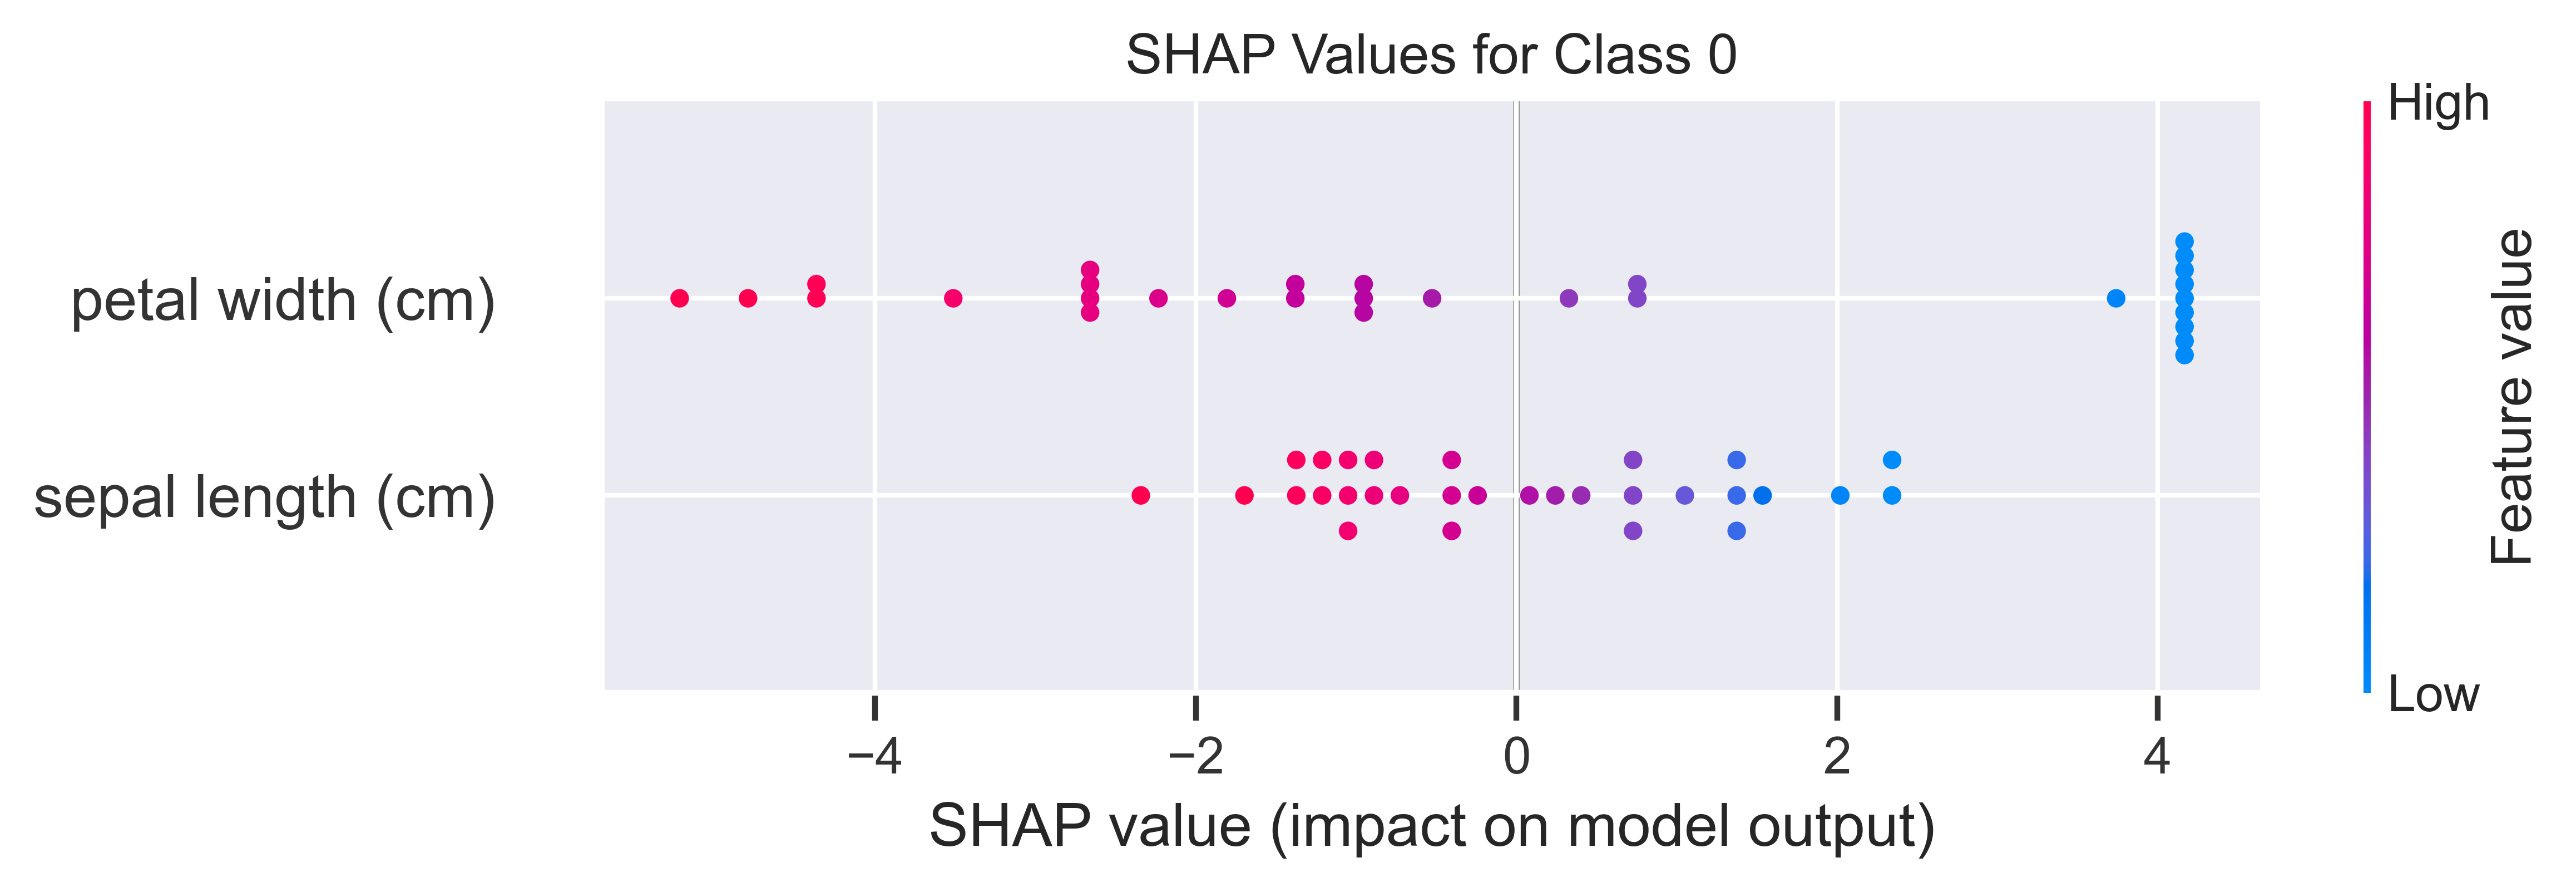 SHAP Values for Class 0
High
petal width (cm)
Feature value
sepal length (cm)
Low
−4 −2 0 2 4
SHAP value (impact on model output)